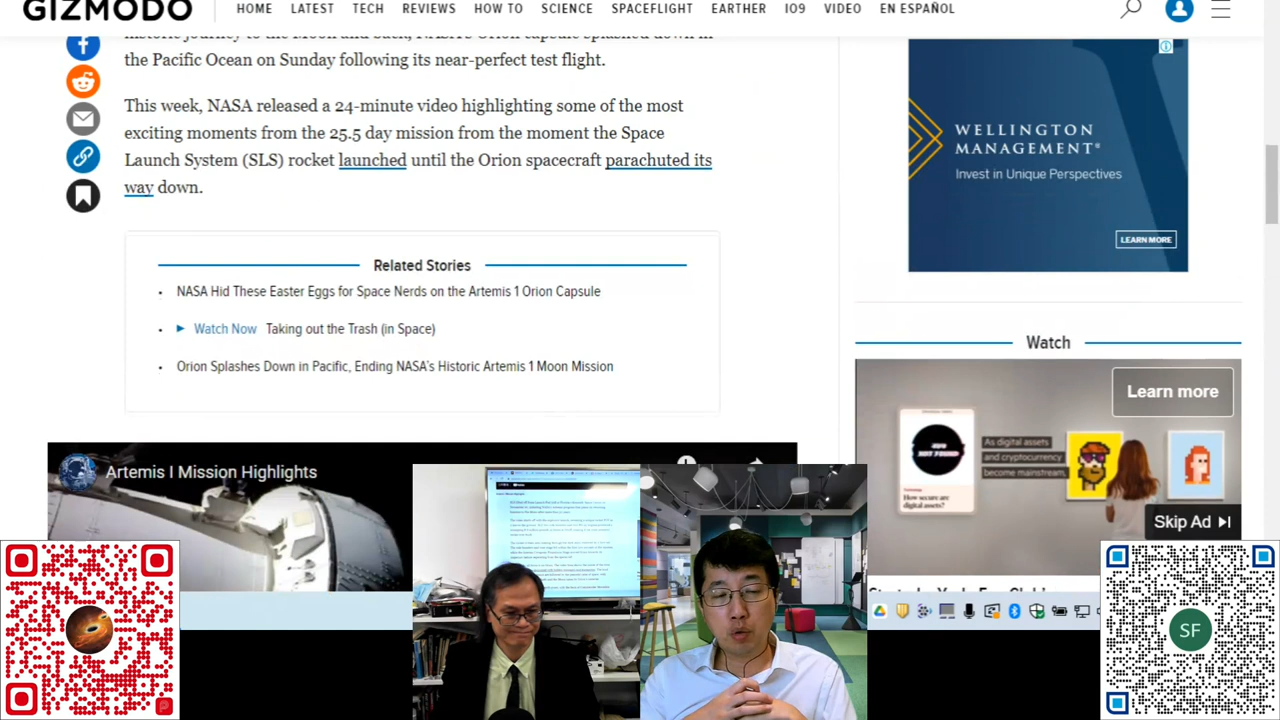 GIZMODO
HOME LATEST TECH REVIEWS HOW TO SCIENCE SPACEFLIGHT EARTHER IO9 VIDEO EN ESPAÑOL
the Pacific Ocean on Sunday following its near-perfect test flight.
This week, NASA released a 24-minute video highlighting some of the most
exciting moments from the 25.5 day mission from the moment the Space
Launch System (SLS) rocket launched until the Orion spacecraft parachuted its
way down.
Related Stories
NASA Hid These Easter Eggs for Space Nerds on the Artemis 1 Orion Capsule
Watch Now Taking out the Trash (in Space)
Orion Splashes Down in Pacific, Ending NASA's Historic Artemis 1 Moon Mission
Artemis I Mission Highlights
WELLINGTON
MANAGEMENT®
Invest in Unique Perspectives
LEARN MORE
Watch
Learn more
As digital assets
and cryptocurrency
become mainstream,
How secure are
digital assets?
Skip Ad
SF